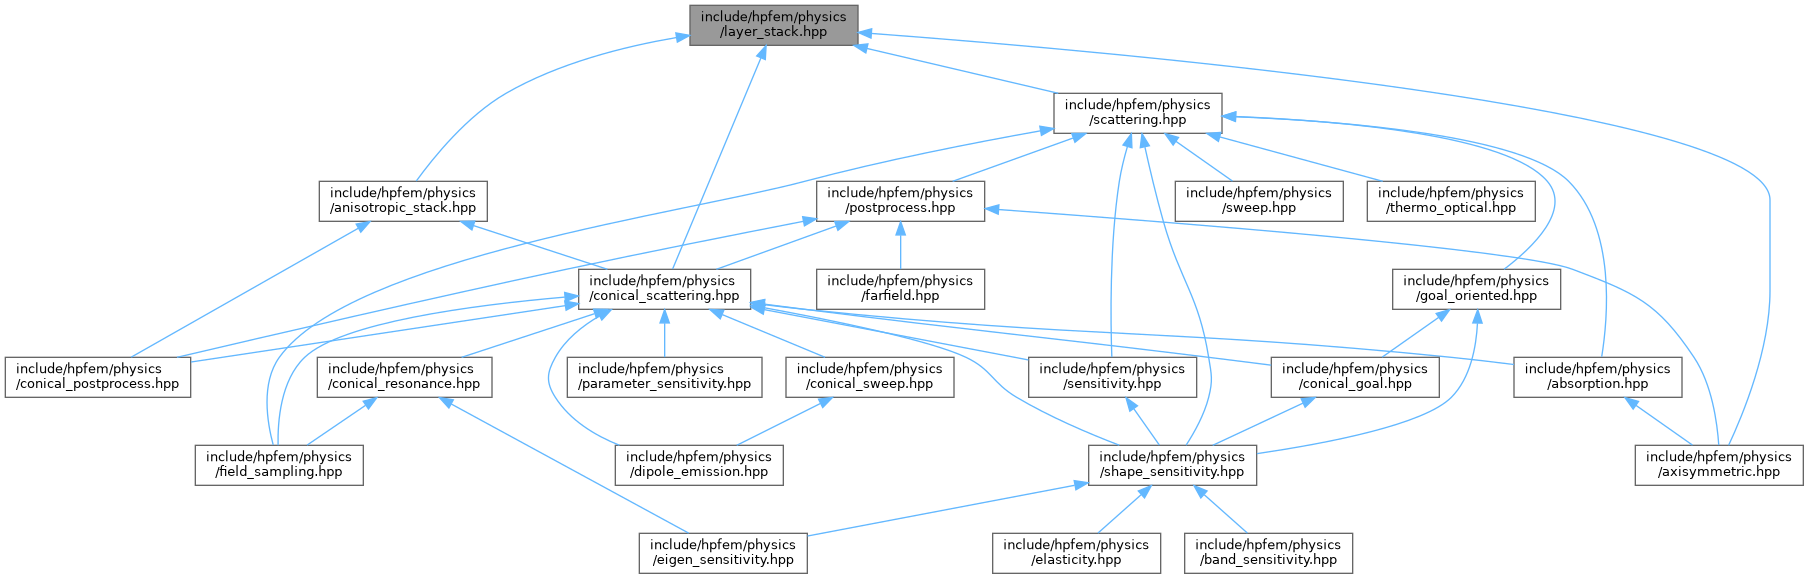 include/hpfem/physics
/layer_stack.hpp
include/hpfem/physics
/scattering.hpp
include/hpfem/physics
/anisotropic_stack.hpp
include/hpfem/physics
/postprocess.hpp
include/hpfem/physics
/sweep.hpp
include/hpfem/physics
/thermo_optical.hpp
include/hpfem/physics
/conical_scattering.hpp
include/hpfem/physics
/farfield.hpp
include/hpfem/physics
/goal_oriented.hpp
include/hpfem/physics
/conical_postprocess.hpp
include/hpfem/physics
/conical_resonance.hpp
include/hpfem/physics
/parameter_sensitivity.hpp
include/hpfem/physics
/conical_sweep.hpp
include/hpfem/physics
/sensitivity.hpp
include/hpfem/physics
/conical_goal.hpp
include/hpfem/physics
/absorption.hpp
include/hpfem/physics
/field_sampling.hpp
include/hpfem/physics
/dipole_emission.hpp
include/hpfem/physics
/shape_sensitivity.hpp
include/hpfem/physics
/axisymmetric.hpp
include/hpfem/physics
/eigen_sensitivity.hpp
include/hpfem/physics
/elasticity.hpp
include/hpfem/physics
/band_sensitivity.hpp